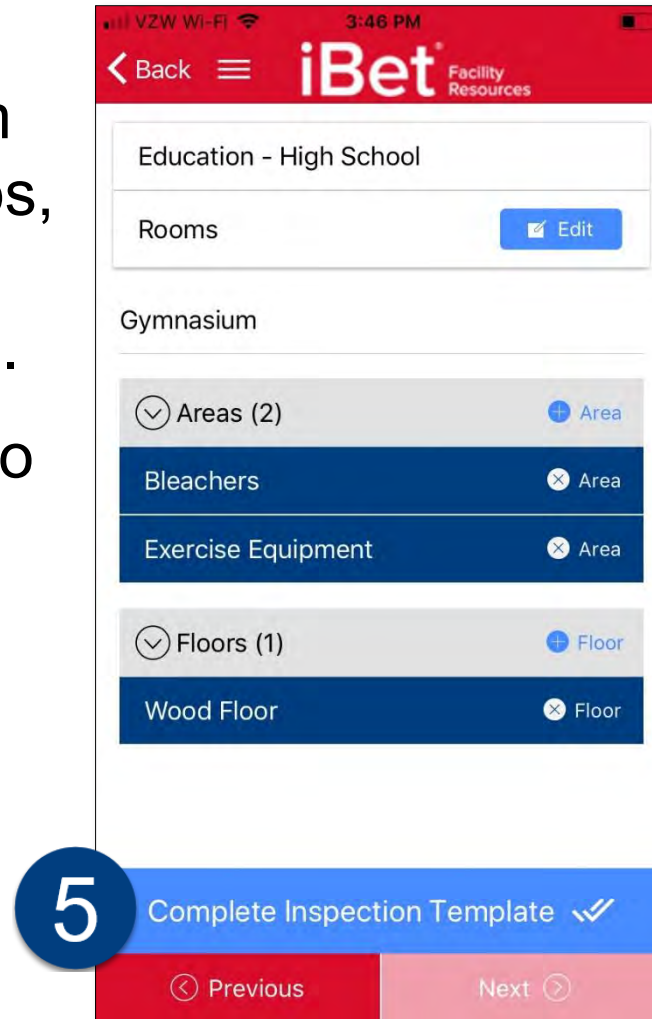 VZW Wi-Fi 3:46 PM
Back iBet Facility Resources
Education - High School
Rooms Edit
Gymnasium
Areas (2) Area
Bleachers Area
Exercise Equipment Area
Floors (1) Floor
Wood Floor Floor
5 Complete Inspection Template
Previous Next